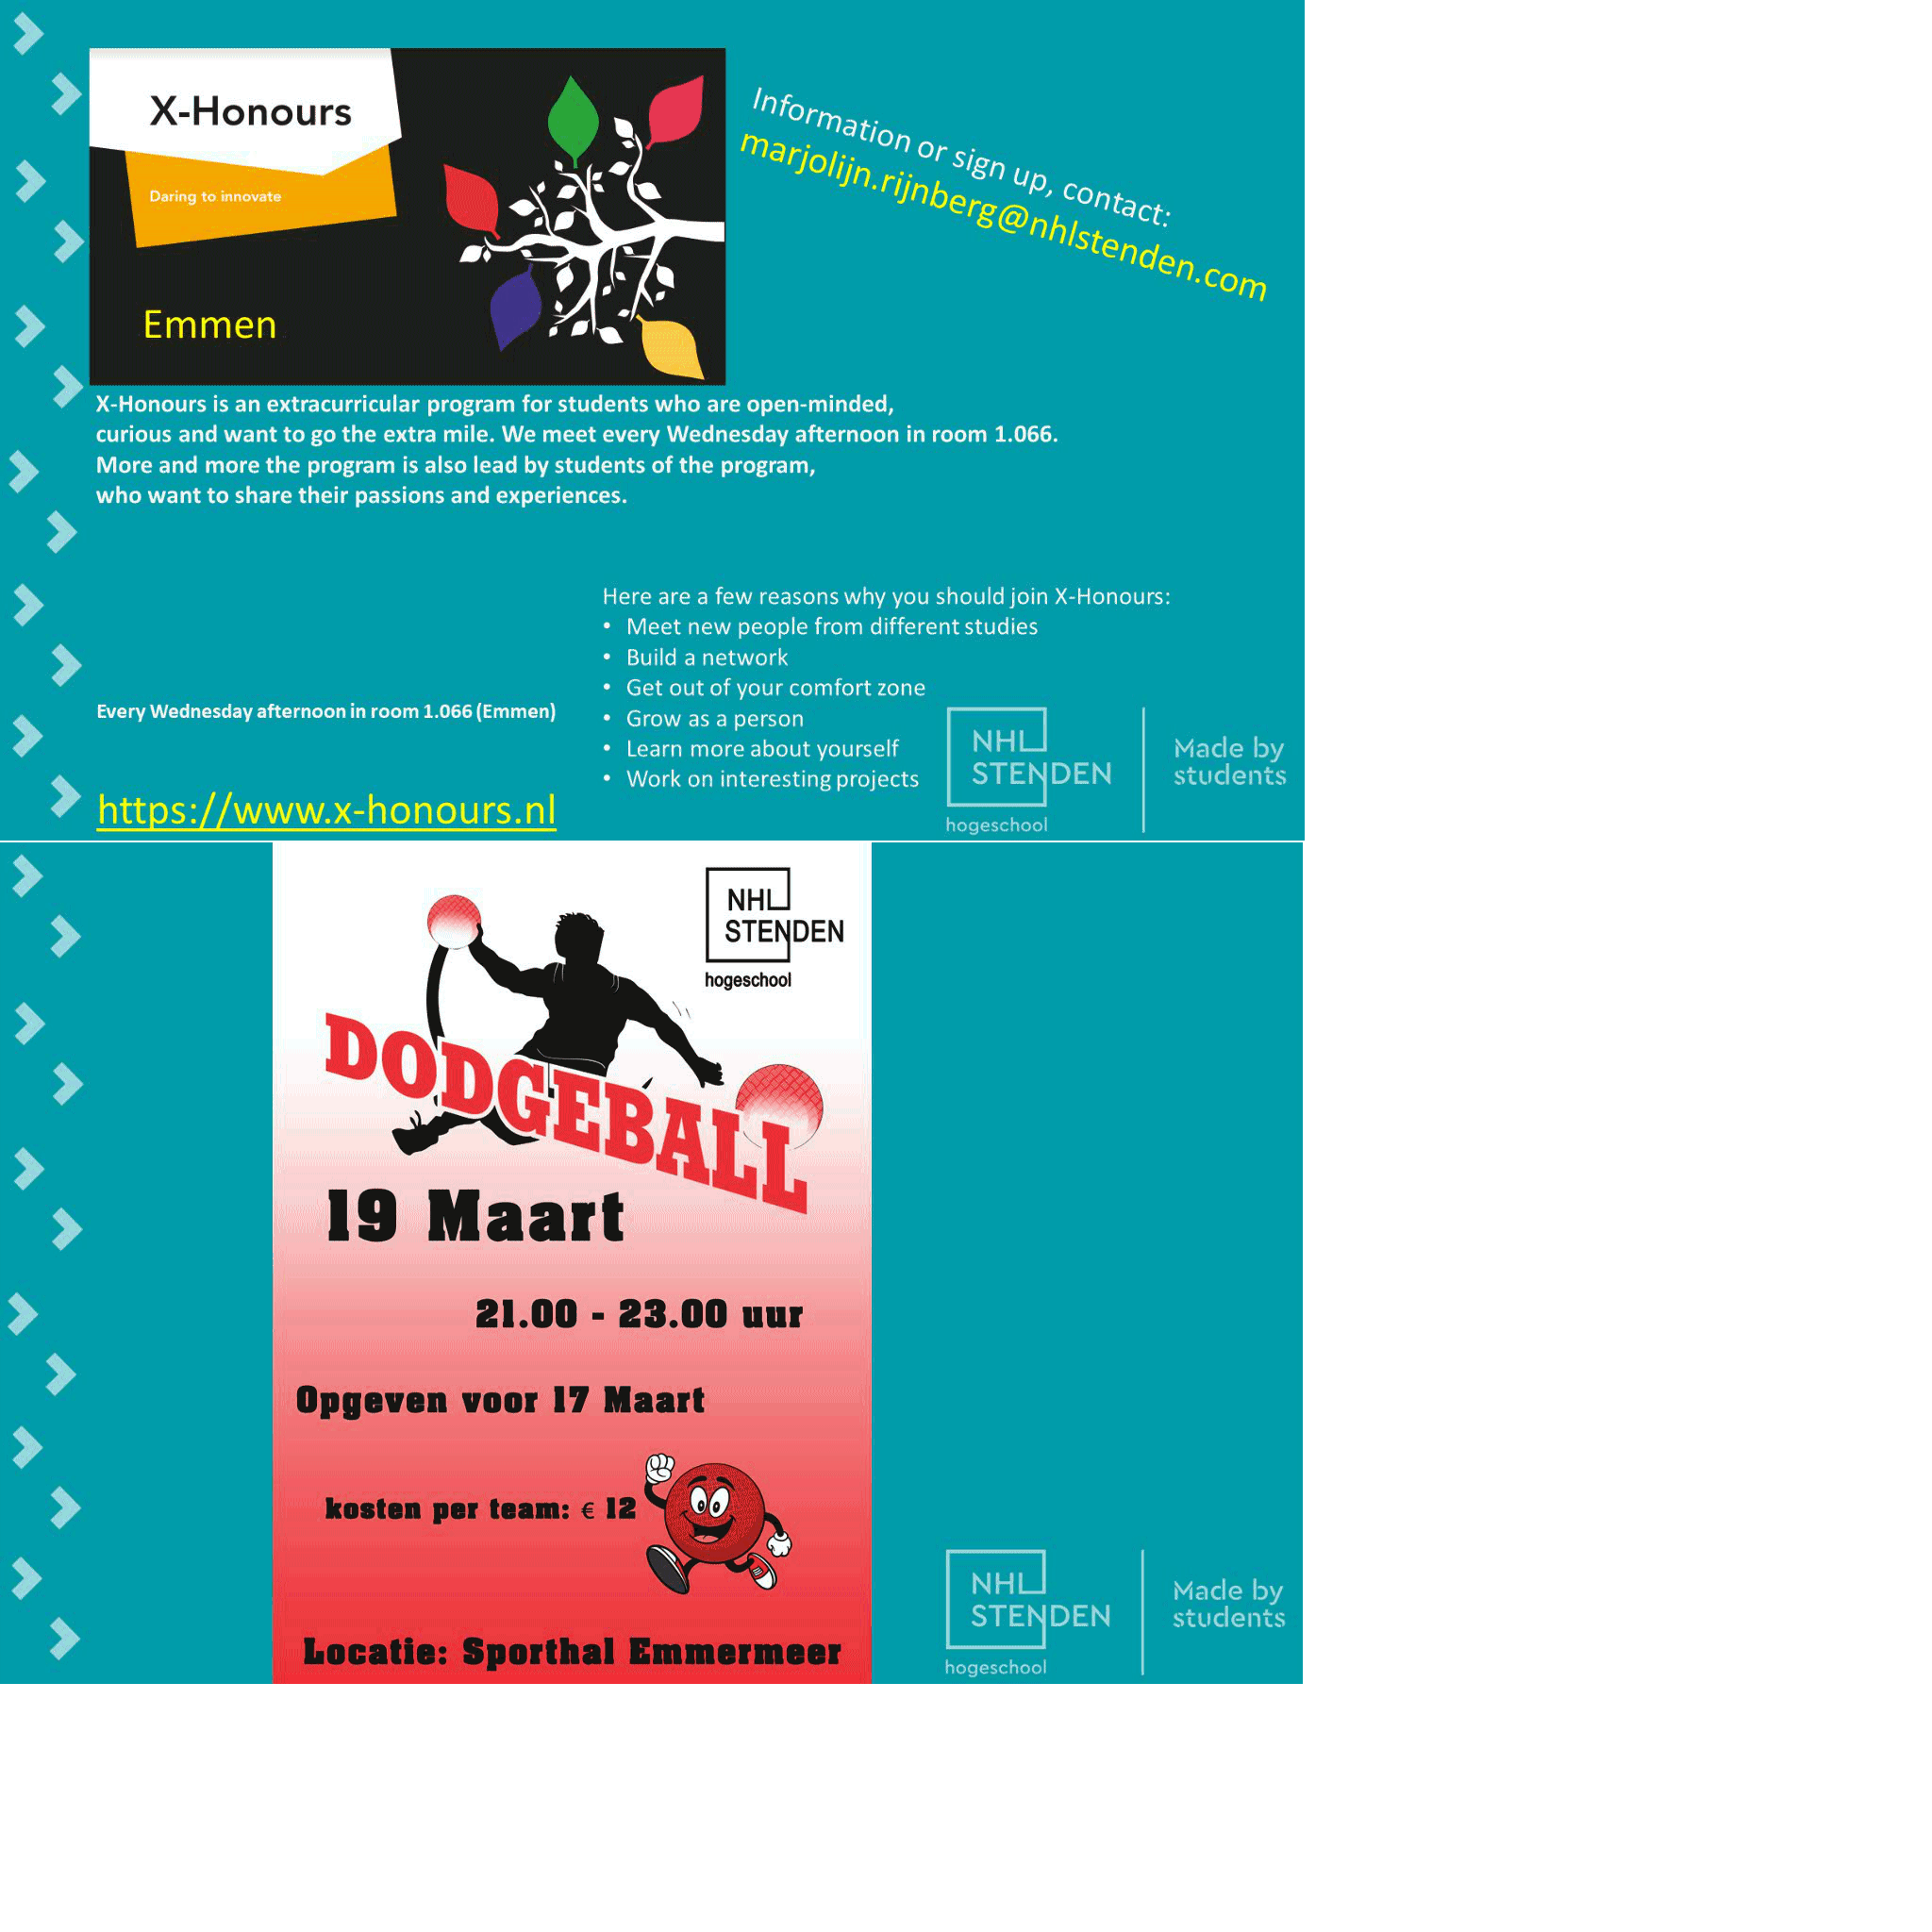 X-Honours
Daring to innovate
Emmen
Information or sign up, contact:
marjolijn.rijnberg@nhlstenden.com
X-Honours is an extracurricular program for students who are open-minded,
curious and want to go the extra mile. We meet every Wednesday afternoon in room 1.066.
More and more the program is also lead by students of the program,
who want to share their passions and experiences.
Here are a few reasons why you should join X-Honours:
• Meet new people from different studies
• Build a network
• Get out of your comfort zone
• Grow as a person
• Learn more about yourself
• Work on interesting projects
Every Wednesday afternoon in room 1.066 (Emmen)
https://www.x-honours.nl
NHL
STENDEN
hogeschool
Made by
students
NHL
STENDEN
hogeschool
DODGEBALL
19 Maart
21.00 - 23.00 uur
Opgeven voor 17 Maart
kosten per team: € 12
Locatie: Sporthal Emmermeer
NHL
STENDEN
hogeschool
Made by
students